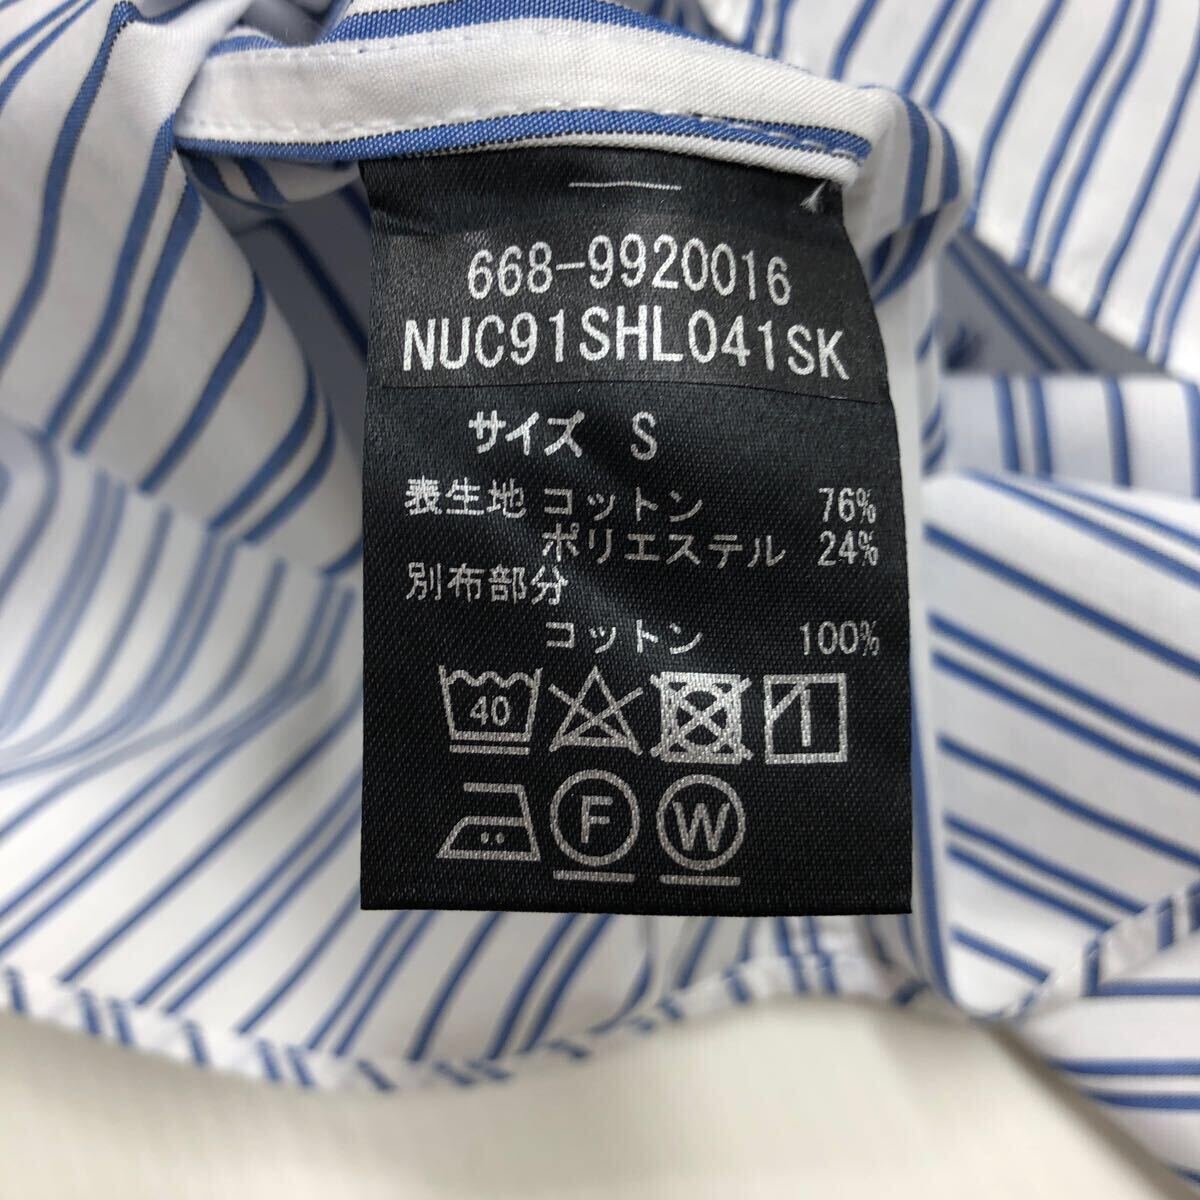 668-9920016
NUC91SHL041SK
サイズ S
表生地 コットン 76%
ポリエステル 24%
別布部分
コットン 100%
40
F W